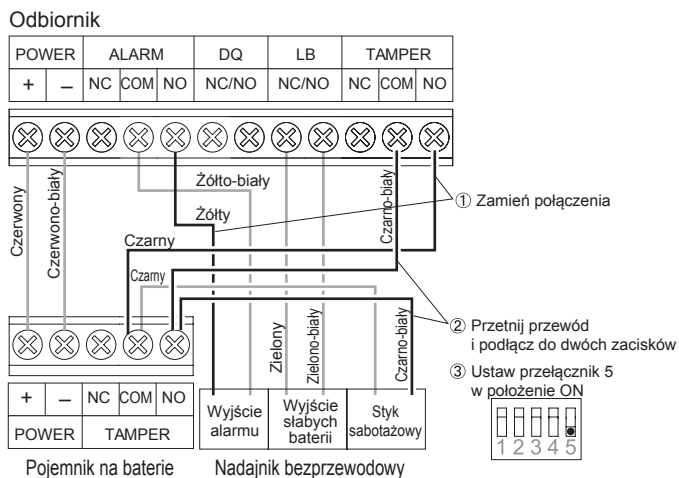 Odbiornik
POWER ALARM DQ LB TAMPER
+ – NC COM NO NC/NO NC/NO NC COM NO
Czerwony
Czerwono-biały
Żółto-biały
Żółty
Czarny
Czarny
Zielony
Zielono-biały
Czarno-biały
Czarno-biały
① Zamień połączenia
② Przetnij przewód
i podłącz do dwóch zacisków
③ Ustaw przełącznik 5
w położenie ON
1 2 3 4 5
+ – NC COM NO
POWER TAMPER
Pojemnik na baterie
Wyjście
alarmu
Wyjście
słabych
baterii
Styk
sabotażowy
Nadajnik bezprzewodowy